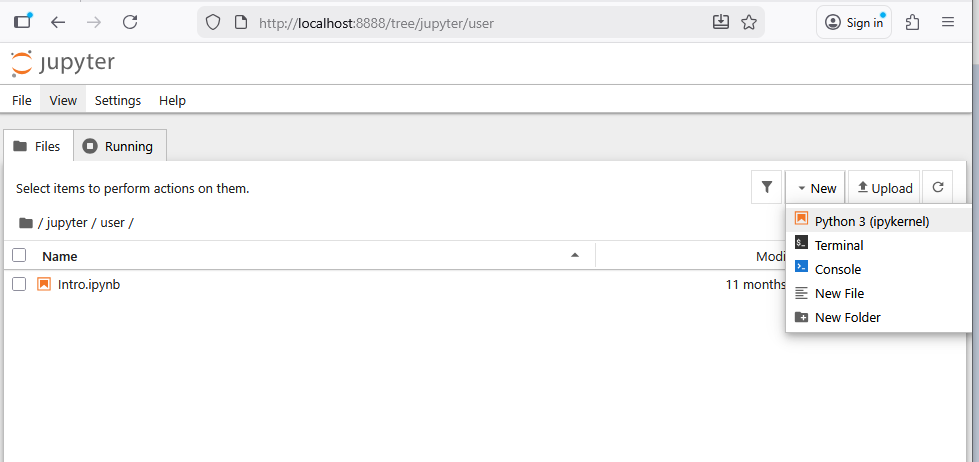 http://localhost:8888/tree/jupyter/user
Sign in
jupyter
File View Settings Help
Files Running
Select items to perform actions on them.
New Upload
/ jupyter / user /
Python 3 (ipykernel)
Terminal
Name Modi
Console
Intro.ipynb 11 months
New File
New Folder